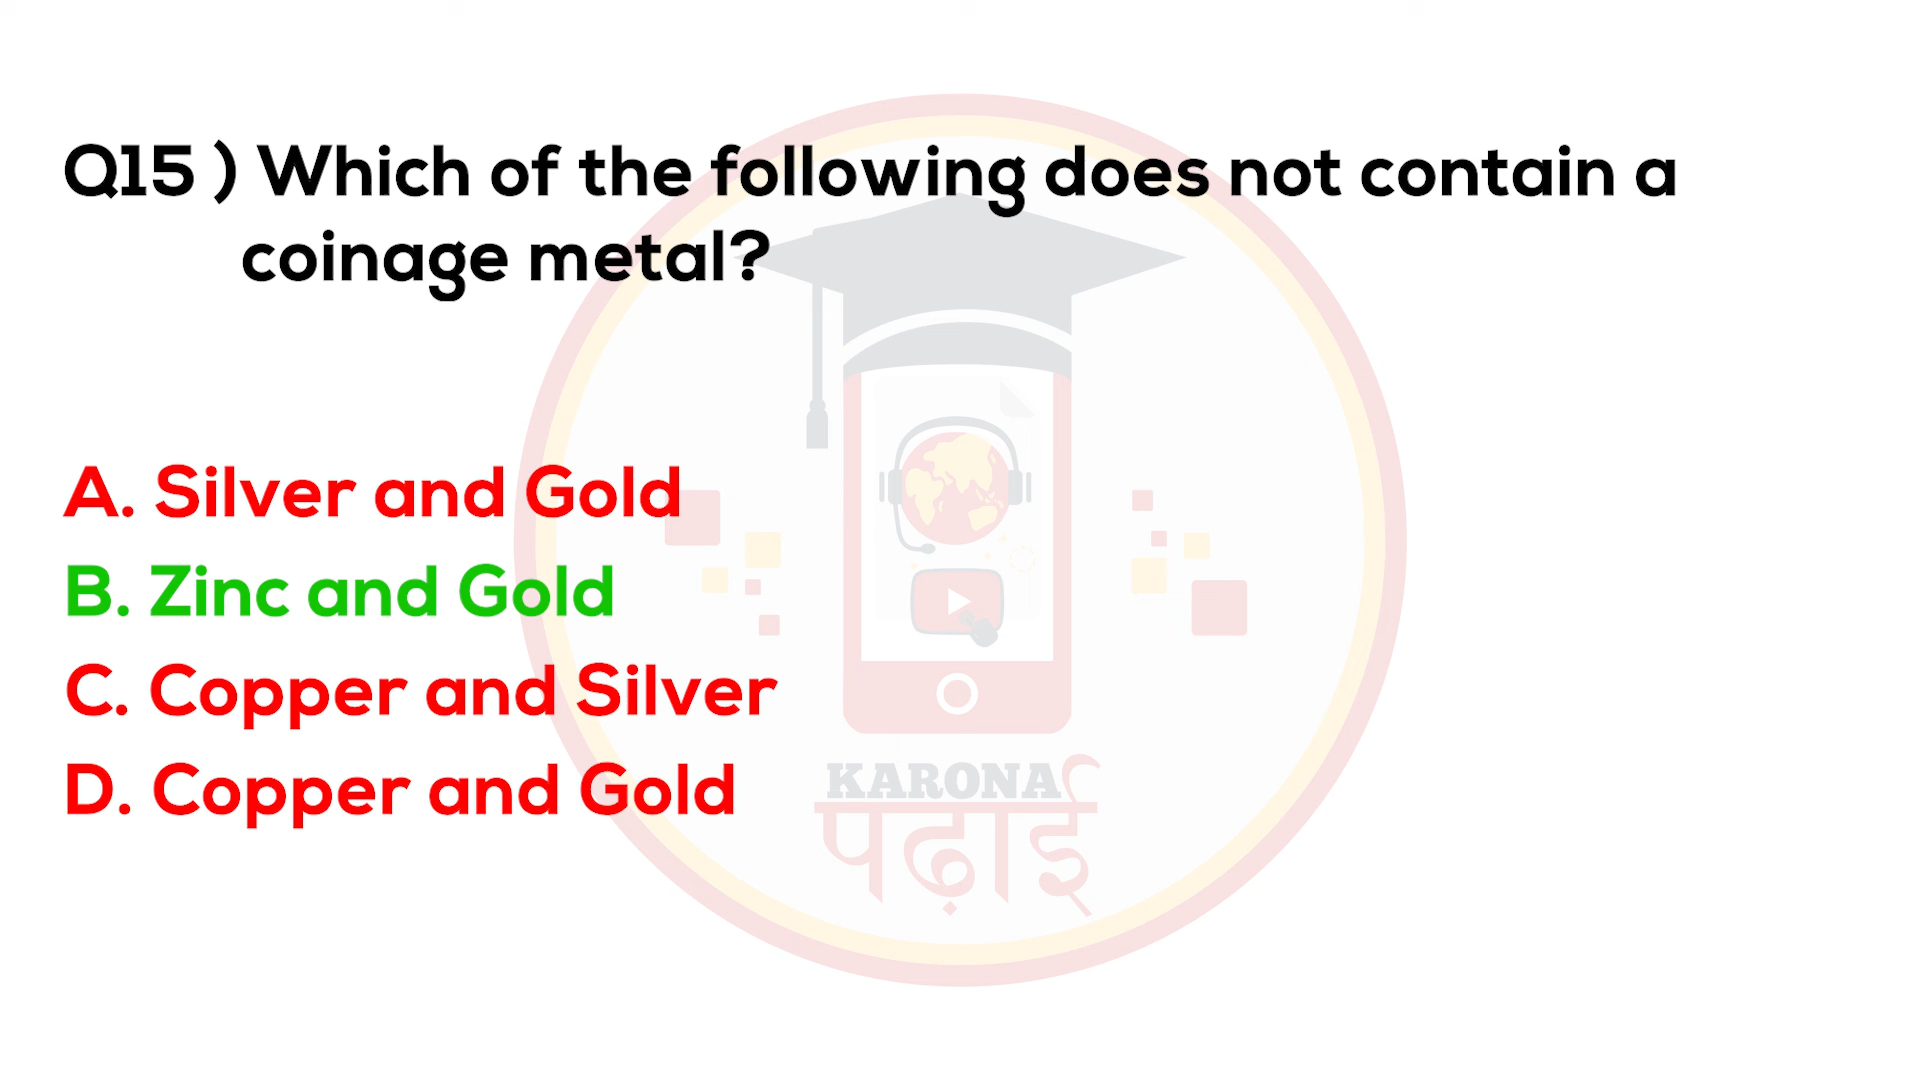 Q15 ) Which of the following does not contain a
coinage metal?
A. Silver and Gold
B. Zinc and Gold
C. Copper and Silver
D. Copper and Gold
KARONA
पढ़ाई